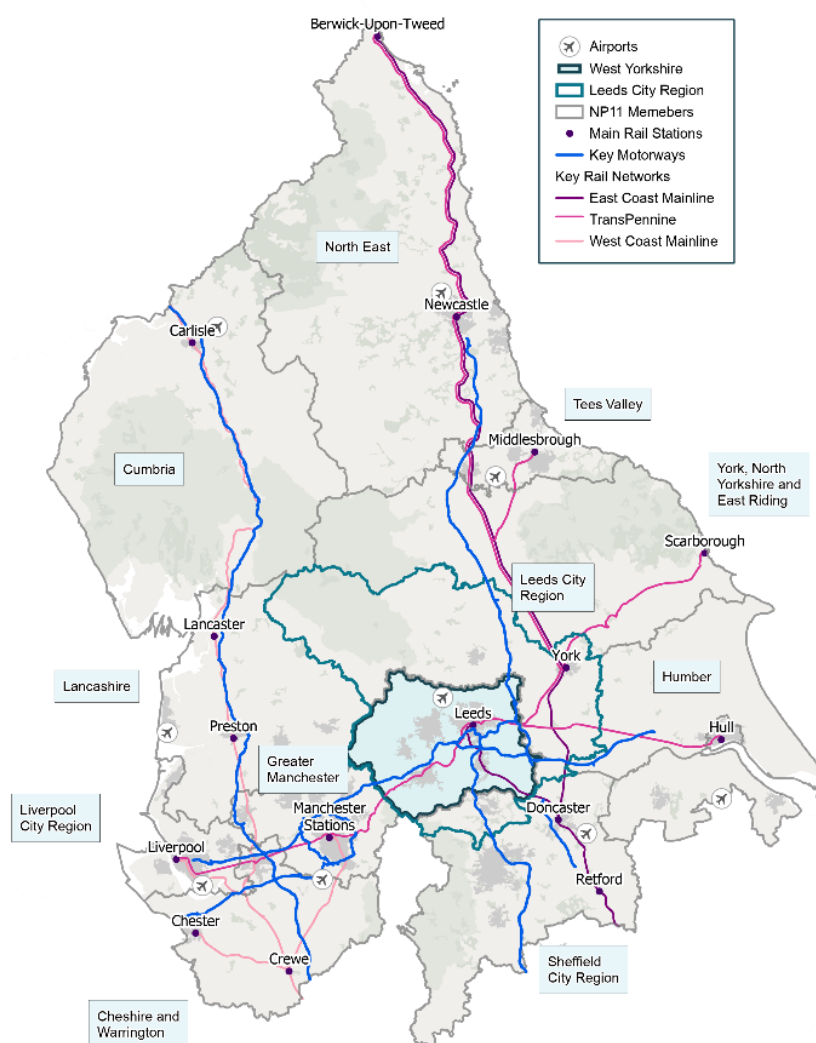 Berwick-Upon-Tweed
Airports
West Yorkshire
Leeds City Region
NP11 Memebers
Main Rail Stations
Key Motorways
Key Rail Networks
East Coast Mainline
TransPennine
West Coast Mainline
North East
Newcastle
Carlisle
Tees Valley
Middlesbrough
Cumbria
York, North
Yorkshire and
East Riding
Scarborough
Leeds City
Region
Lancaster
York
Lancashire
Humber
Leeds
Preston
Hull
Greater
Manchester
Liverpool
City Region
Manchester
Stations
Doncaster
Liverpool
Retford
Chester
Crewe
Sheffield
City Region
Cheshire and
Warrington